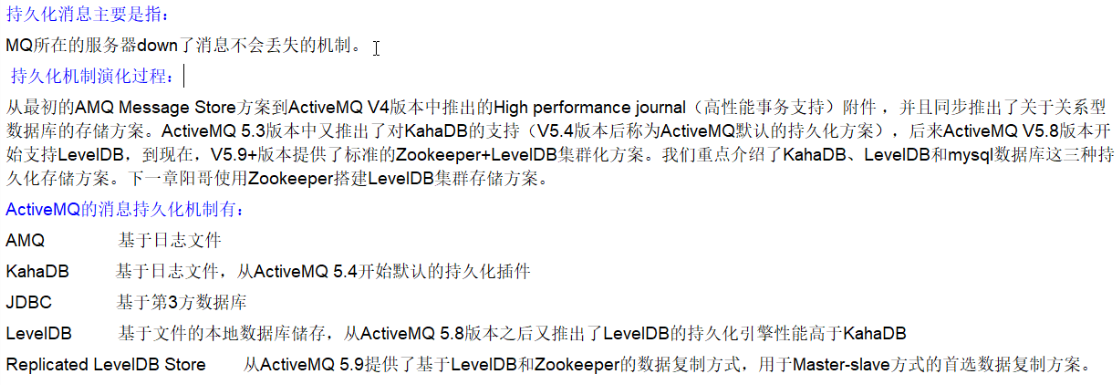 持久化消息主要是指：
MQ所在的服务器down了消息不会丢失的机制。
持久化机制演化过程：
从最初的AMQ Message Store方案到ActiveMQ V4版本中推出的High performance journal（高性能事务支持）附件，并且同步推出了关于关系型
数据库的存储方案。ActiveMQ 5.3版本中又推出了对KahaDB的支持（V5.4版本后称为ActiveMQ默认的持久化方案），后来ActiveMQ V5.8版本开
始支持LevelDB，到现在，V5.9+版本提供了标准的Zookeeper+LevelDB集群化方案。我们重点介绍了KahaDB、LevelDB和mysql数据库这三种持
久化存储方案。下一章阳哥使用Zookeeper搭建LevelDB集群存储方案。
ActiveMQ的消息持久化机制有：
AMQ 基于日志文件
KahaDB 基于日志文件，从ActiveMQ 5.4开始默认的持久化插件
JDBC 基于第3方数据库
LevelDB 基于文件的本地数据库储存，从ActiveMQ 5.8版本之后又推出了LevelDB的持久化引擎性能高于KahaDB
Replicated LevelDB Store 从ActiveMQ 5.9提供了基于LevelDB和Zookeeper的数据复制方式，用于Master-slave方式的首选数据复制方案。